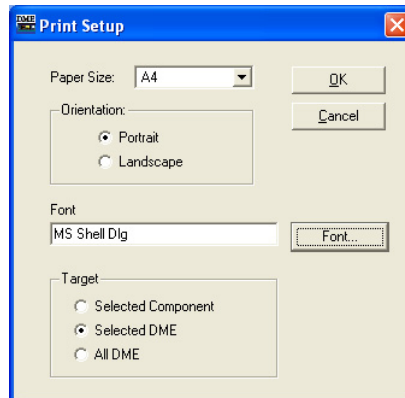 DME Print Setup
Paper Size: A4 OK
Orientation: Cancel
Portrait
Landscape
Font
MS Shell Dlg Font...
Target
Selected Component
Selected DME
All DME